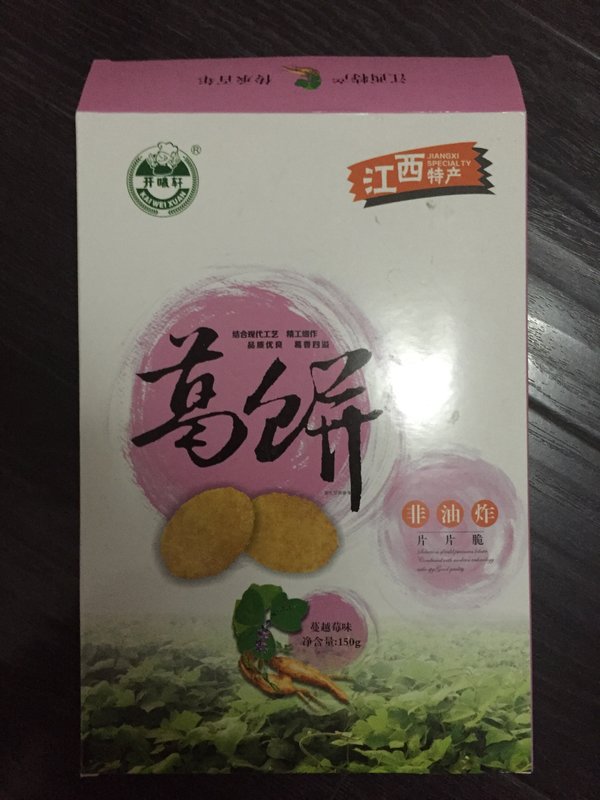 江西特产
传承百年
开味轩
KAI WEI XUAN
®
江西特产
JIANGXI
SPECIALTY
结合现代工艺 精工细作
品质优良 葛香四溢
葛饼
非油炸
片片脆
蔓越莓味
净含量:150g